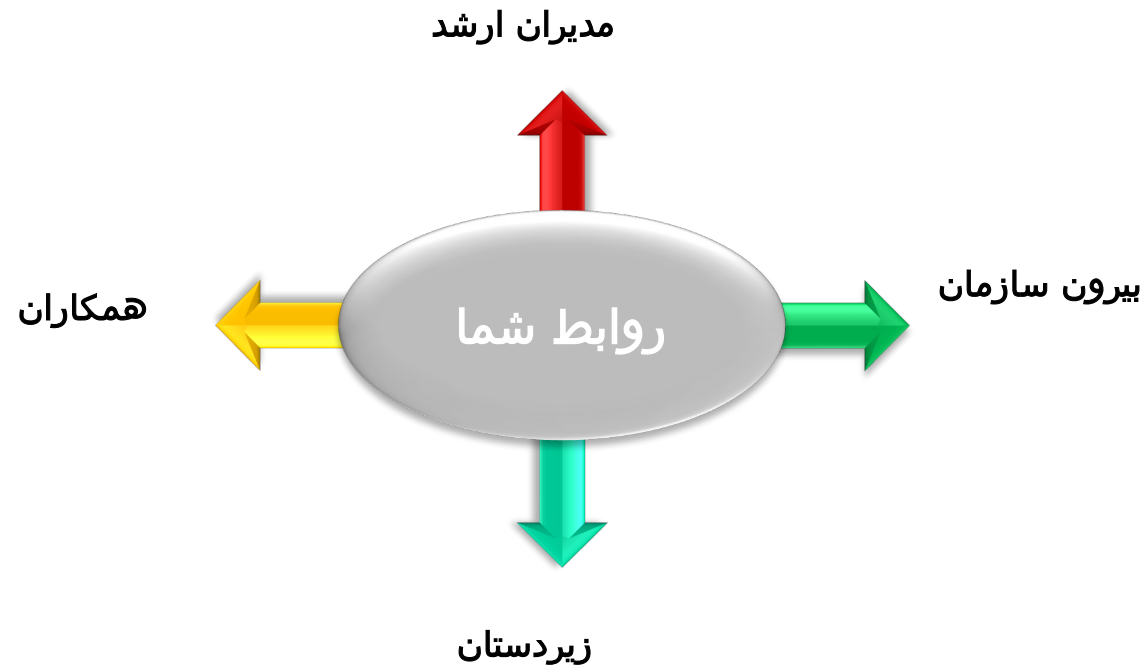 مدیران ارشد
بیرون سازمان
روابط شما
همکاران
زیردستان